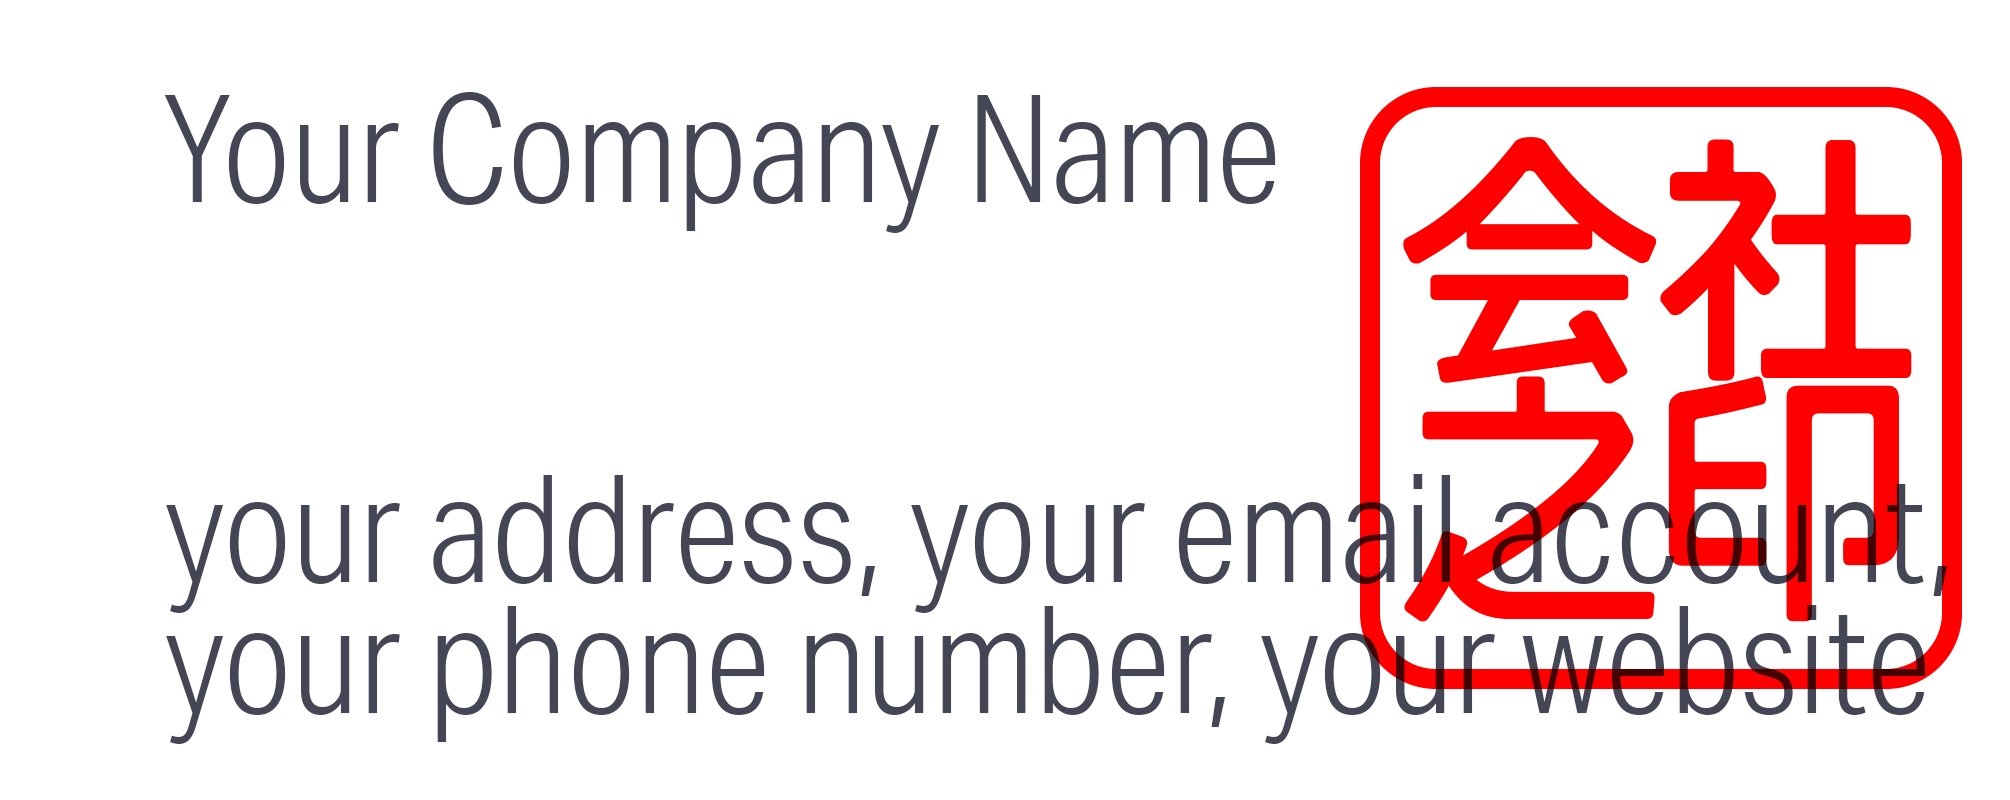 Your Company Name
社印
会之
your address, your email account,
your phone number, your website